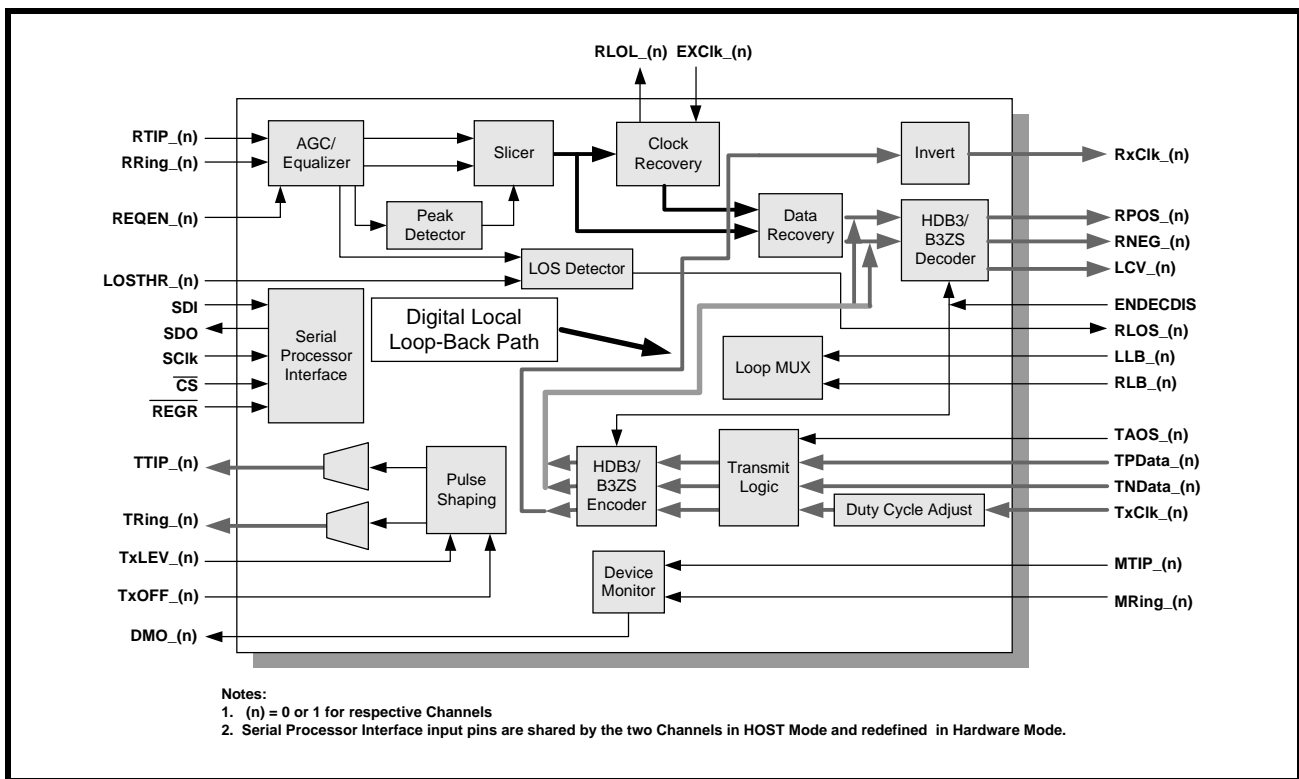 RLOL_(n) EXClk_(n)
RTIP_(n)
RRing_(n)
REQEN_(n)
LOSTHR_(n)
SDI
SDO
SClk
CS
REGR
TTIP_(n)
TRing_(n)
TxLEV_(n)
TxOFF_(n)
DMO_(n)
AGC/
Equalizer
Slicer
Clock
Recovery
Invert
Peak
Detector
Data
Recovery
HDB3/
B3ZS
Decoder
LOS Detector
Serial
Processor
Interface
Digital Local
Loop-Back Path
Loop MUX
Pulse
Shaping
HDB3/
B3ZS
Encoder
Transmit
Logic
Duty Cycle Adjust
Device
Monitor
RxClk_(n)
RPOS_(n)
RNEG_(n)
LCV_(n)
ENDECDIS
RLOS_(n)
LLB_(n)
RLB_(n)
TAOS_(n)
TPData_(n)
TNData_(n)
TxClk_(n)
MTIP_(n)
MRing_(n)
Notes:
1. (n) = 0 or 1 for respective Channels
2. Serial Processor Interface input pins are shared by the two Channels in HOST Mode and redefined in Hardware Mode.